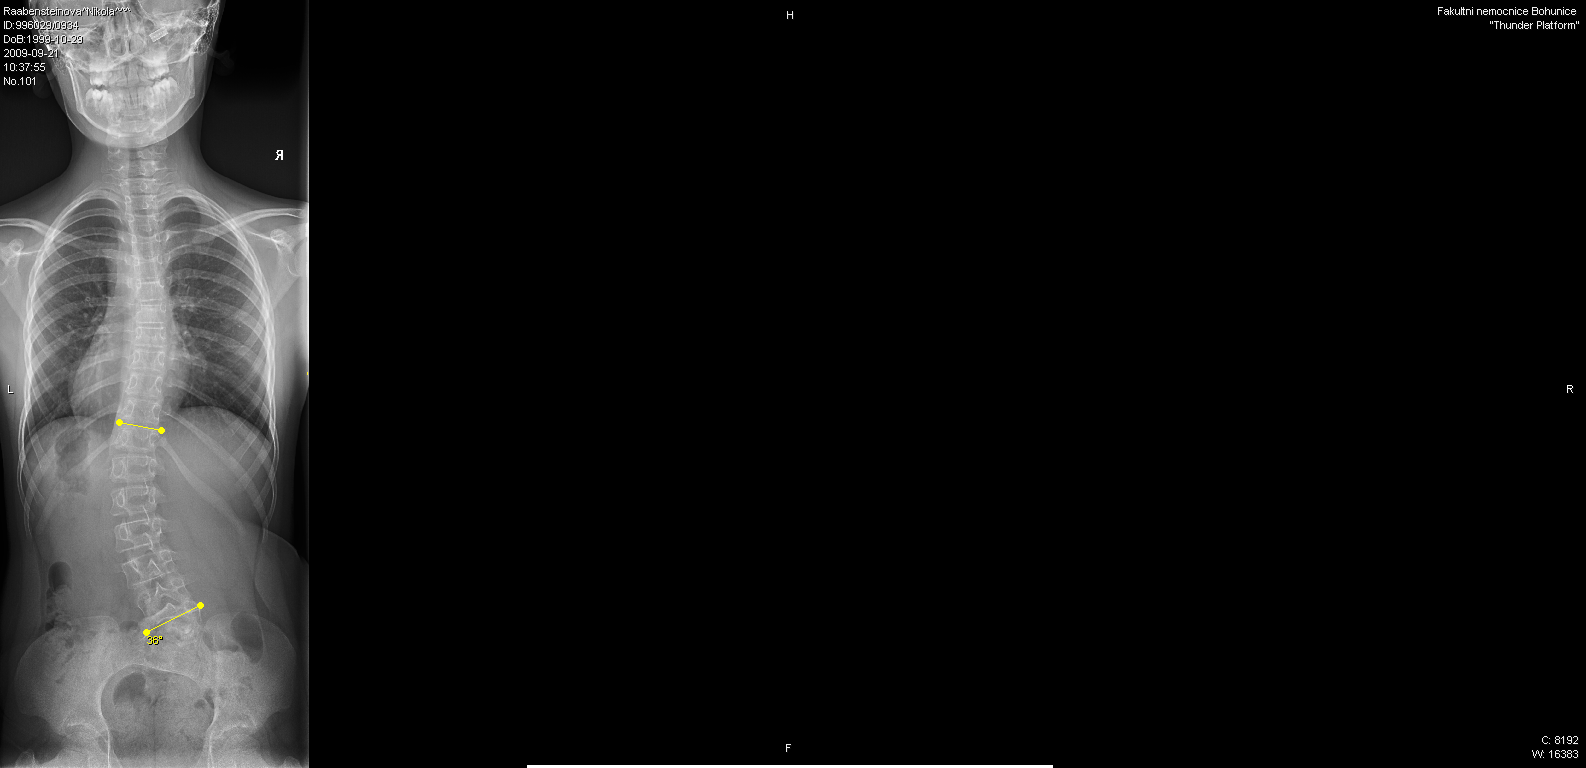 Raabensteinova^Nikola^^^
ID:996029/0934
DoB:1999-10-29
2009-09-21
10:37:55
No.101
H
Fakultni nemocnice Bohunice
"Thunder Platform"
R
L
R
36°
F
C: 8192
W: 16383